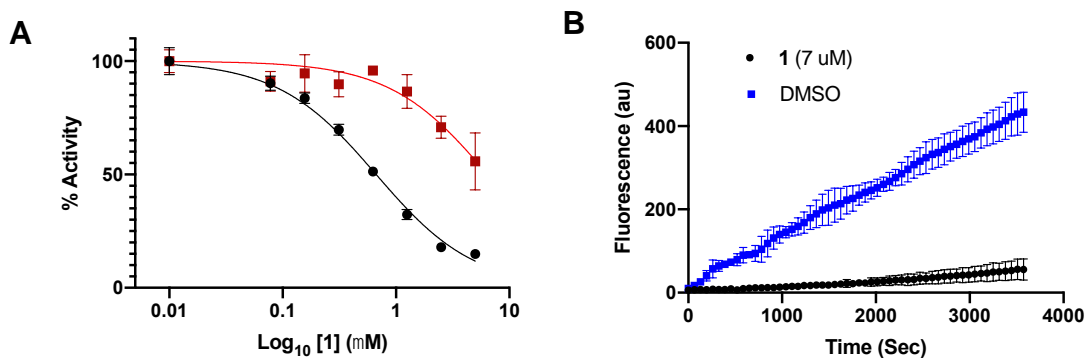 A
% Activity
100
50
0
0.01
0.1
1
10
Log10 [1] (mM)
B
Fluorescence (au)
600
400
200
0
0
1000
2000
3000
4000
Time (Sec)
1 (7 uM)
DMSO